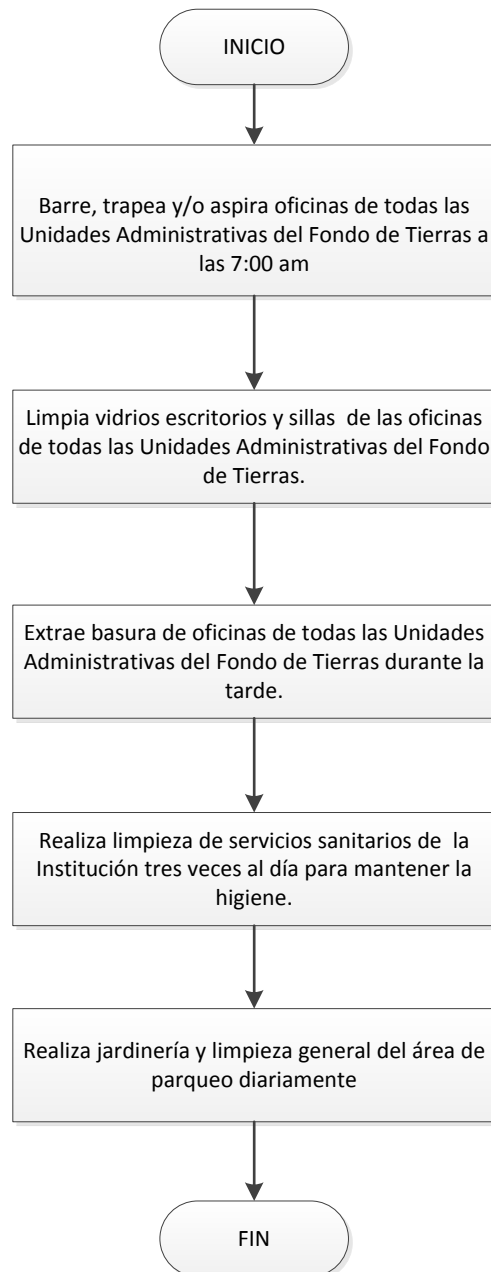 INICIO
Barre, trapea y/o aspira oficinas de todas las
Unidades Administrativas del Fondo de Tierras a
las 7:00 am
Limpia vidrios escritorios y sillas  de las oficinas
de todas las Unidades Administrativas del Fondo
de Tierras.
Extrae basura de oficinas de todas las Unidades
Administrativas del Fondo de Tierras durante la
tarde.
Realiza limpieza de servicios sanitarios de  la
Institución tres veces al día para mantener la
higiene.
Realiza jardinería y limpieza general del área de
parqueo diariamente
FIN